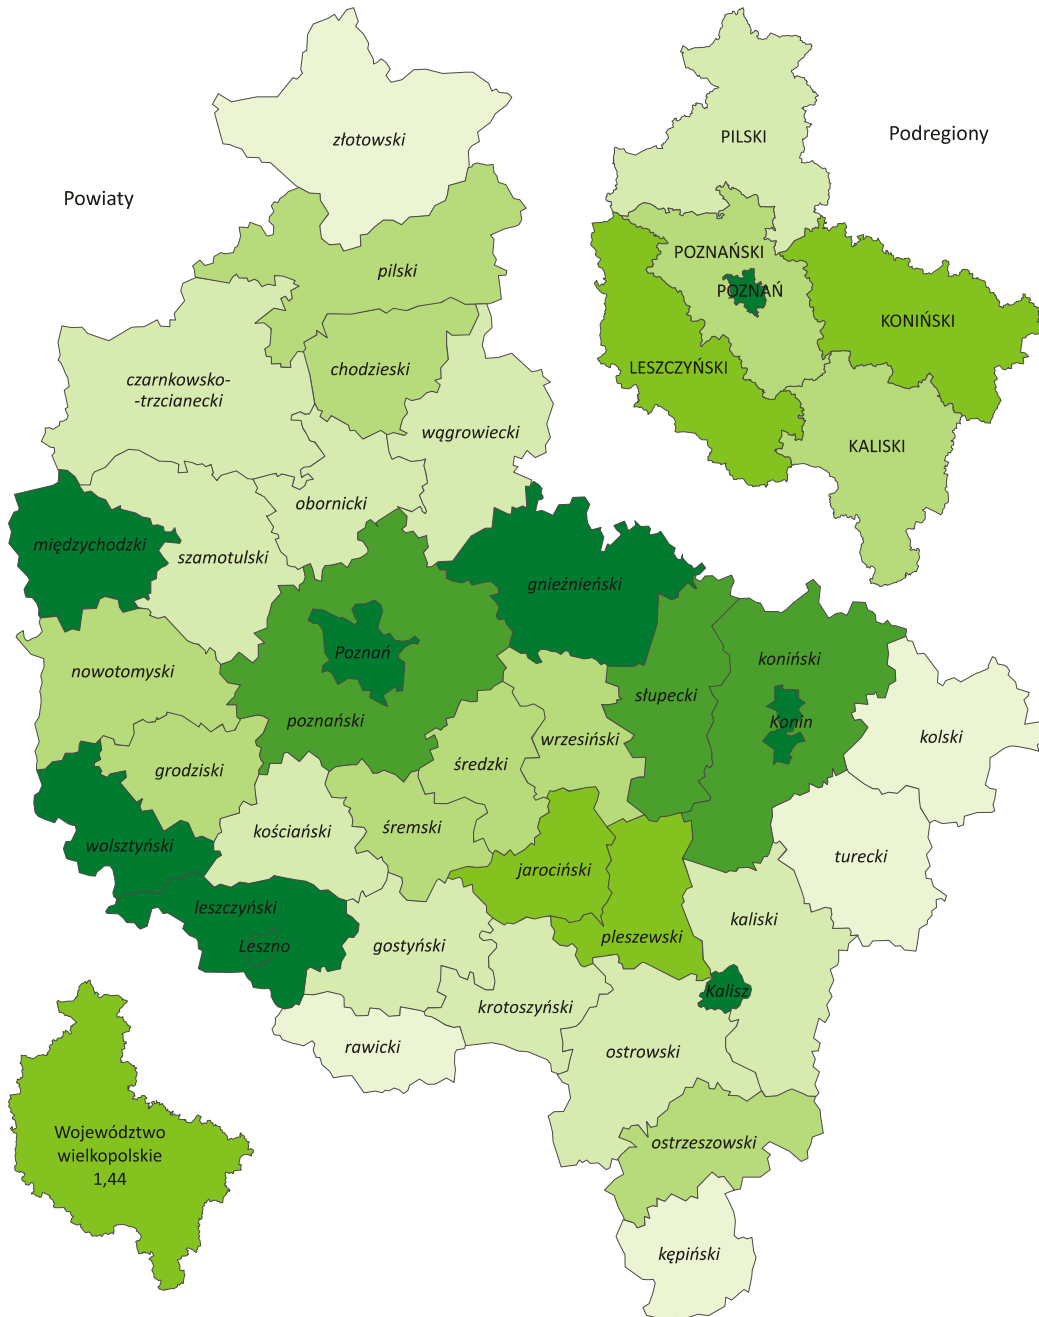 Powiaty
złotowski
pilski
chodzieski
czarnkowsko-
-trzcianecki
wągrowiecki
obornicki
międzychodzki
szamotulski
gnieźnieński
Poznań
nowotomyski
poznański
słupecki
koniński
Konin
kolski
wrzesiński
średzki
grodziski
kościański
śremski
wolsztyński
jarociński
turecki
leszczyński
Leszno
gostyński
pleszewski
kaliski
Kalisz
krotoszyński
rawicki
ostrowski
ostrzeszowski
kępiński
Podregiony
PILSKI
POZNAŃSKI
POZNAŃ
KONIŃSKI
LESZCZYŃSKI
KALISKI
Województwo
wielkopolskie
1,44